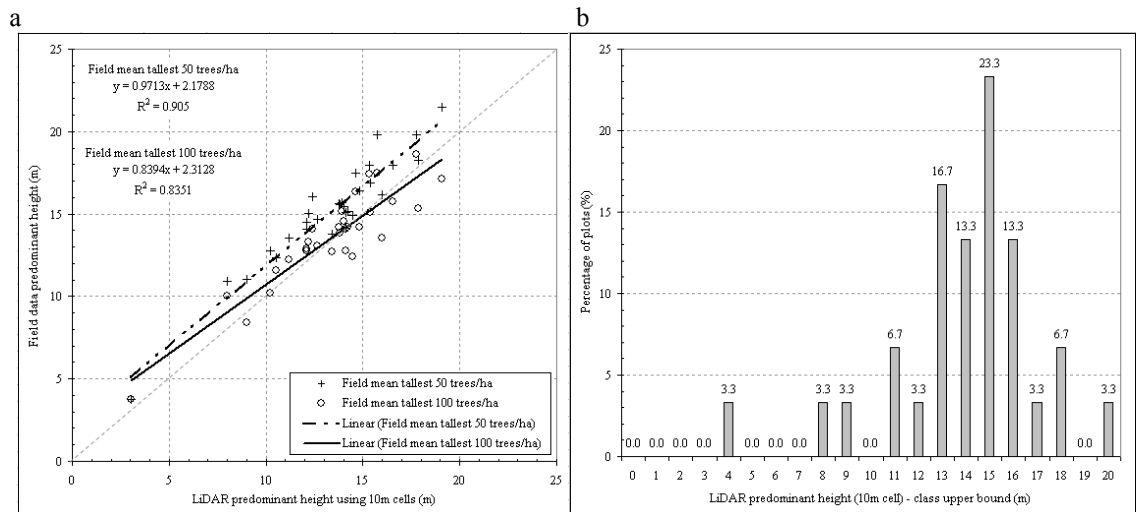 a
b
Field mean tallest 50 trees/ha
y = 0.9713x + 2.1788
R² = 0.905
Field mean tallest 100 trees/ha
y = 0.8394x + 2.3128
R² = 0.8351
Field data predominant height (m)
25
20
15
10
5
0
0 5 10 15 20 25
LiDAR predominant height using 10m cells (m)
Field mean tallest 50 trees/ha
Field mean tallest 100 trees/ha
Linear (Field mean tallest 50 trees/ha)
Linear (Field mean tallest 100 trees/ha)
Percentage of plots (%)
25
20
15
10
5
0
0.0 0.0 0.0 0.0 3.3 0.0 0.0 0.0 3.3 3.3 0.0 6.7 3.3 16.7 13.3 23.3 13.3 3.3 6.7 0.0 3.3
0 1 2 3 4 5 6 7 8 9 10 11 12 13 14 15 16 17 18 19 20
LiDAR predominant height (10m cell) - class upper bound (m)